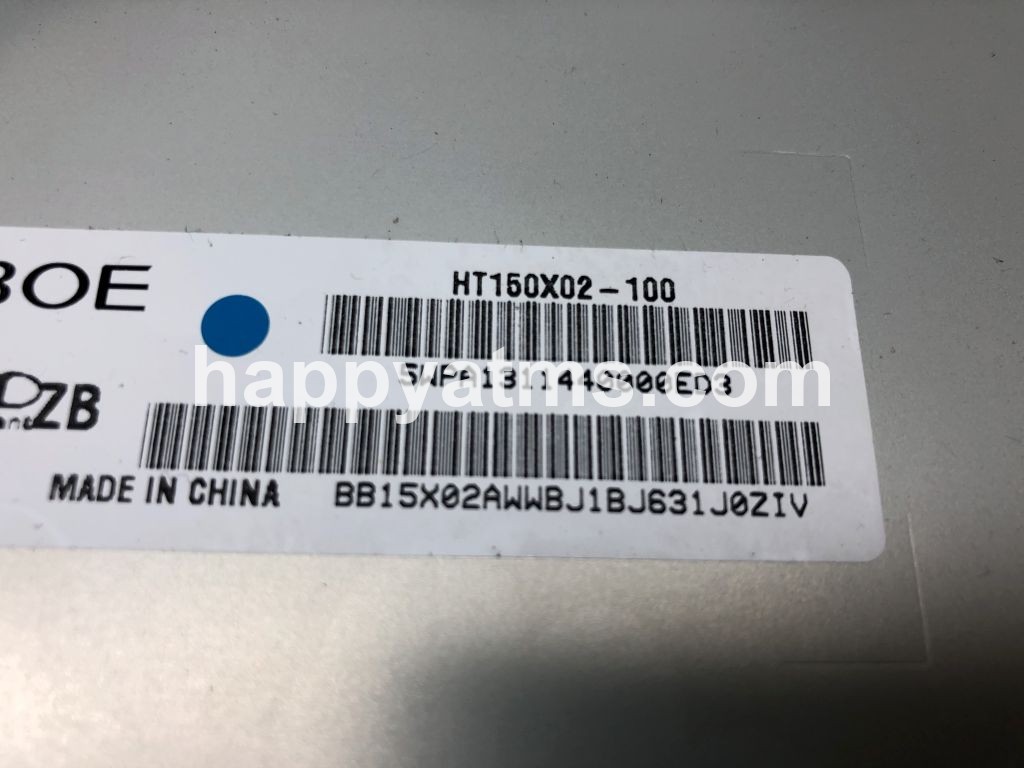 BOE
HT150X02-100
happyatms.com
ZB
MADE IN CHINA
BB15X02AWWBJ1BJ631J0ZIV